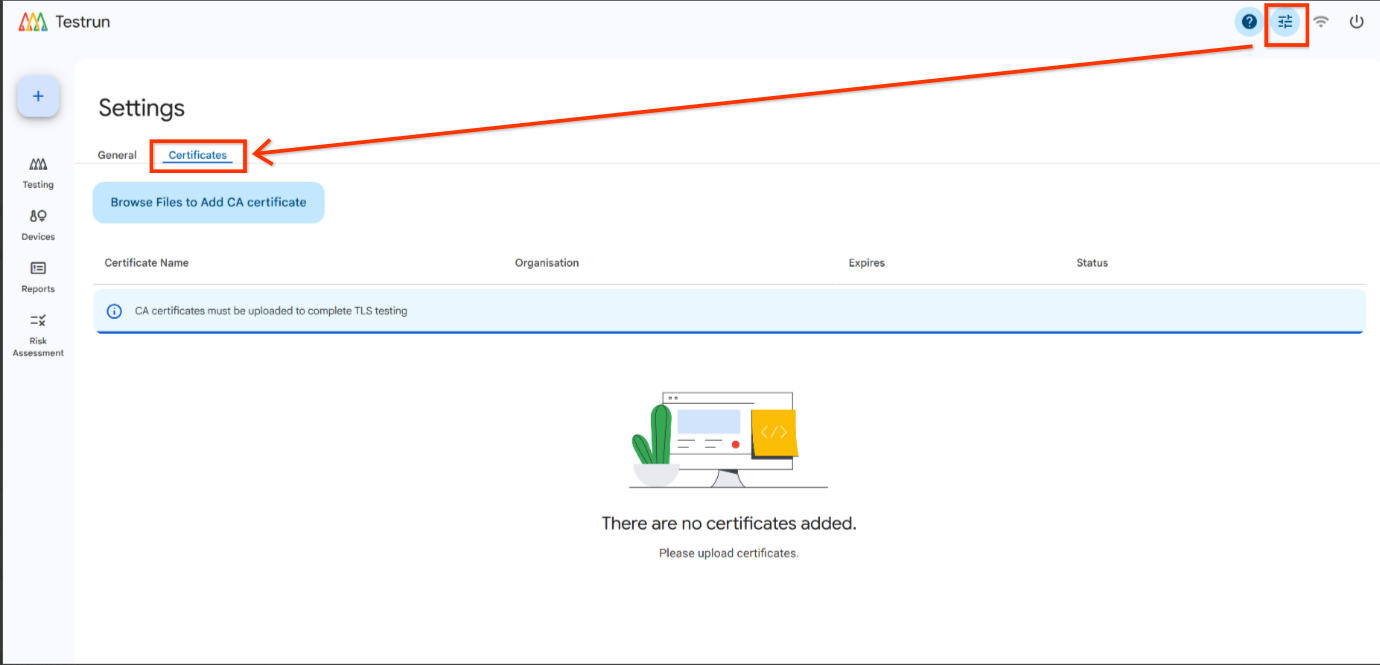 Testrun
Settings
General Certificates
Testing
Browse Files to Add CA certificate
Devices
Certificate Name Organisation Expires Status
Reports
CA certificates must be uploaded to complete TLS testing
Risk
Assessment
</>
There are no certificates added.
Please upload certificates.